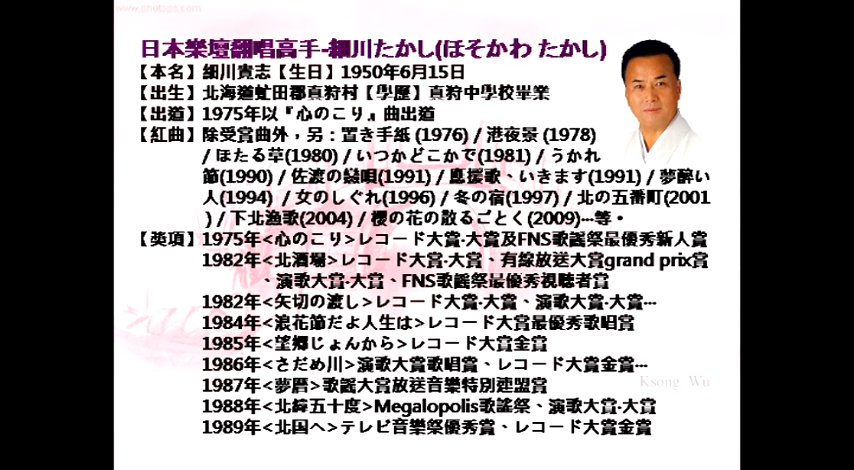 www.photops.com
日本樂壇翻唱高手-細川たかし(ほそかわ たかし)
【本名】細川貴志【生日】1950年6月15日
【出生】北海道虻田郡真狩村【學歷】真狩中學校畢業
【出道】1975年以『心のこり』曲出道
【紅曲】除受賞曲外，另：置き手紙 (1976) / 港夜景 (1978)
/ ほたる草(1980) / いつかどこかで(1981) / うかれ
節(1990) / 佐渡の戀唄(1991) / 應援歌、いきます(1991) / 夢酔い
人(1994) / 女のしぐれ(1996) / 冬の宿(1997) / 北の五番町(2001
) / 下北漁歌(2004) / 櫻の花の散るごとく(2009)…等。
【奬項】1975年<心のこり>レコード大賞‧大賞及FNS歌謠祭最優秀新人賞
1982年<北酒場>レコード大賞‧大賞、有線放送大賞grand prix賞
、演歌大賞‧大賞、FNS歌謠祭最優秀視聴者賞
1982年<矢切の渡し>レコード大賞‧大賞、演歌大賞‧大賞…
1984年<浪花節だよ人生は>レコード大賞最優秀歌唱賞
1985年<望郷じょんから>レコード大賞金賞
1986年<さだめ川>演歌大賞歌唱賞、レコード大賞金賞…
1987年<夢暦>歌謠大賞放送音樂特別連盟賞
1988年<北緯五十度>Megalopolis歌謠祭、演歌大賞‧大賞
1989年<北国へ>テレビ音樂祭優秀賞、レコード大賞金賞
Ksong Wu